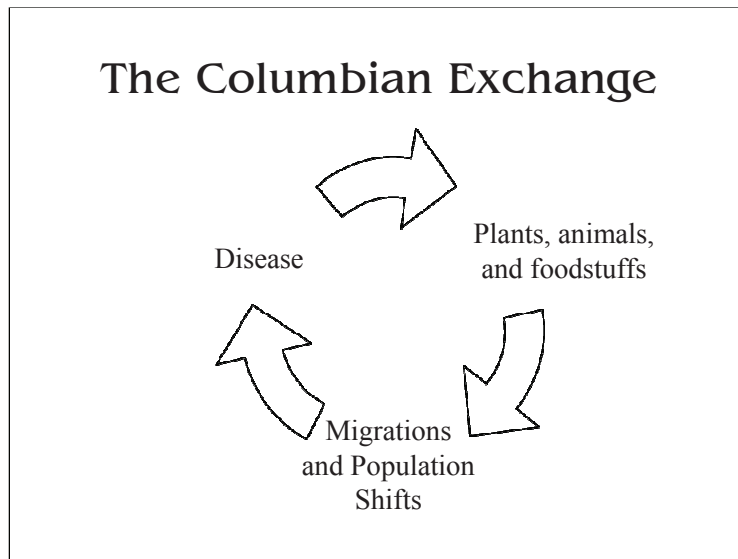 The Columbian Exchange
Disease
Plants, animals,
and foodstuffs
Migrations
and Population
Shifts